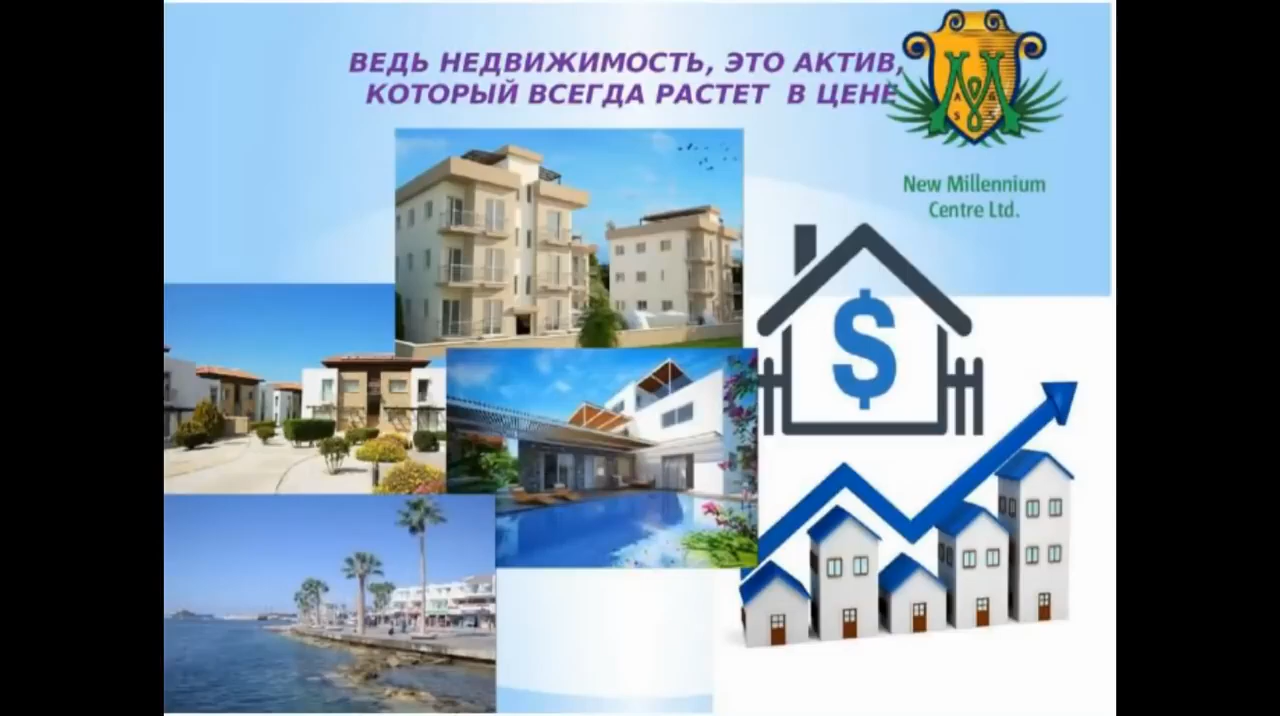 ВЕДЬ НЕДВИЖИМОСТЬ, ЭТО АКТИВ,
КОТОРЫЙ ВСЕГДА РАСТЕТ В ЦЕНЕ
New Millennium
Centre Ltd.
$